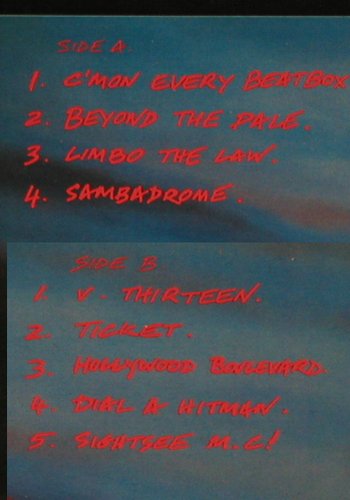 SIDE A
1. C'MON EVERY BEATBOX
2. BEYOND THE PALE.
3. LIMBO THE LAW.
4. SAMBADROME.
SIDE B
1. V. THIRTEEN.
2. TICKET.
3. HOLLYWOOD BOULEVARD.
4. DIAL A HITMAN.
5. SIGHTSEE M.C!